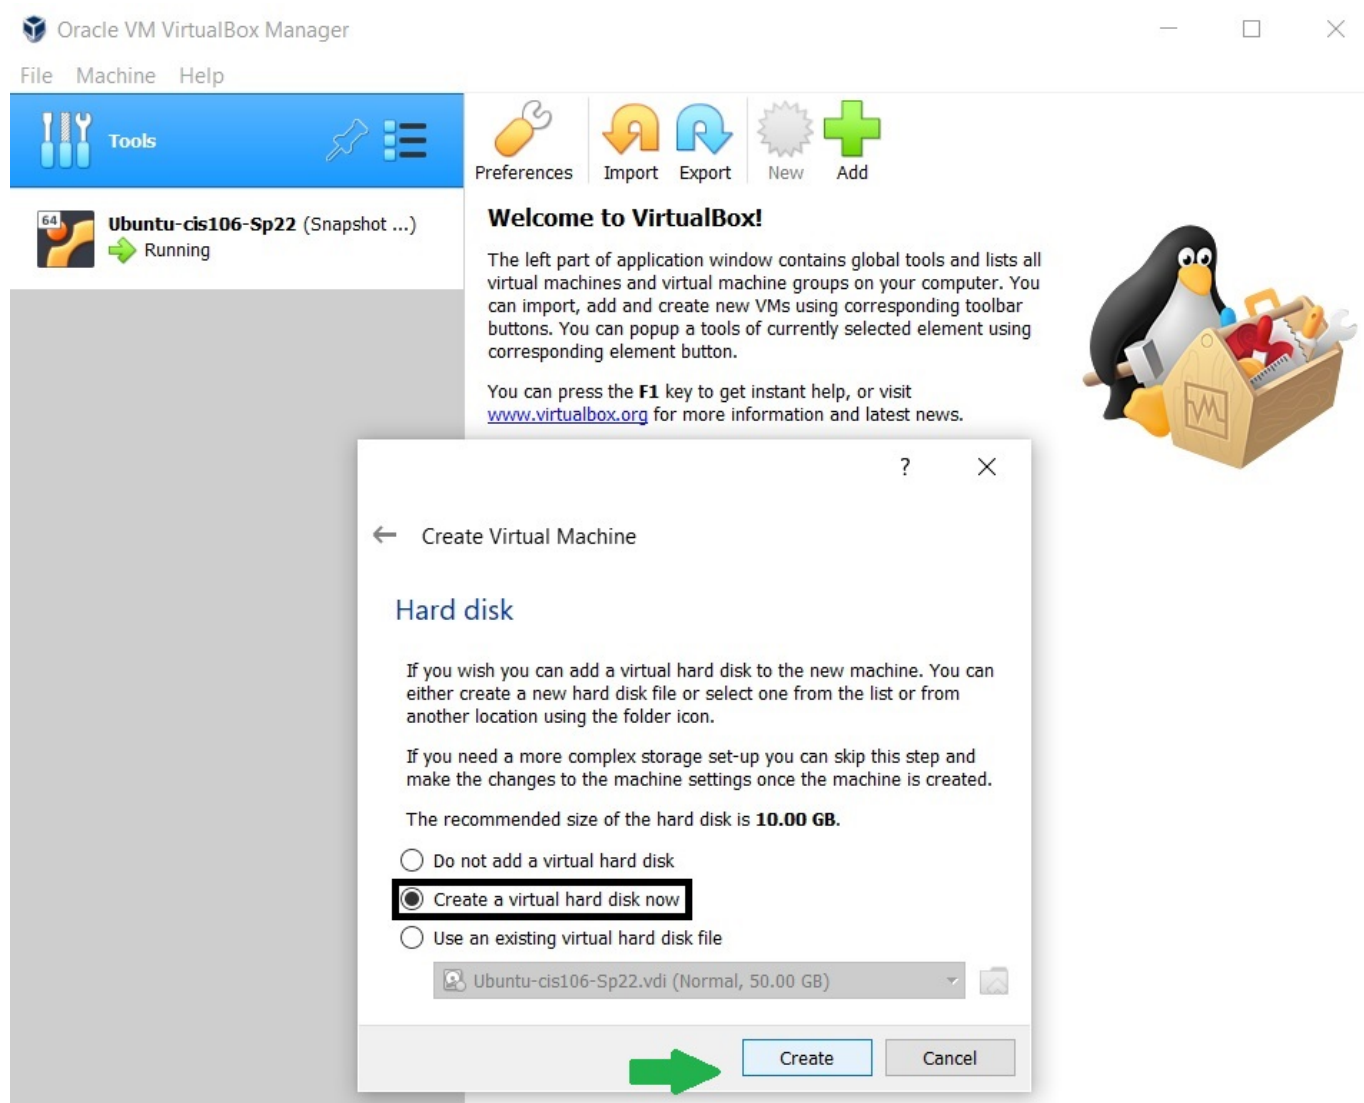 Oracle VM VirtualBox Manager
File Machine Help
Tools
Preferences Import Export New Add
64
Ubuntu-cis106-Sp22 (Snapshot ...)
Running
Welcome to VirtualBox!
The left part of application window contains global tools and lists all
virtual machines and virtual machine groups on your computer. You
can import, add and create new VMs using corresponding toolbar
buttons. You can popup a tools of currently selected element using
corresponding element button.
You can press the F1 key to get instant help, or visit
www.virtualbox.org for more information and latest news.
?
Create Virtual Machine
Hard disk
If you wish you can add a virtual hard disk to the new machine. You can
either create a new hard disk file or select one from the list or from
another location using the folder icon.
If you need a more complex storage set-up you can skip this step and
make the changes to the machine settings once the machine is created.
The recommended size of the hard disk is 10.00 GB.
Do not add a virtual hard disk
Create a virtual hard disk now
Use an existing virtual hard disk file
Ubuntu-cis106-Sp22.vdi (Normal, 50.00 GB)
Create Cancel